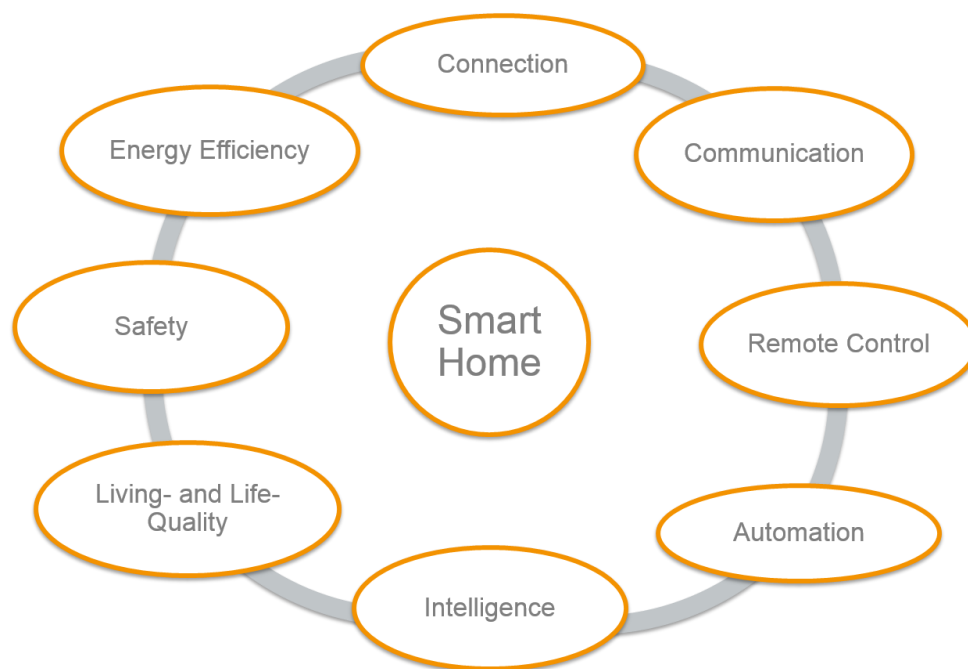 Connection
Energy Efficiency
Communication
Smart
Home
Safety
Remote Control
Living- and Life-
Quality
Automation
Intelligence